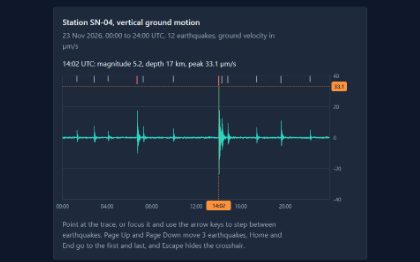 Station SN-04, vertical ground motion
23 Nov 2026, 00:00 to 24:00 UTC, 12 earthquakes, ground velocity in
µm/s
14:02 UTC: magnitude 5.2, depth 17 km, peak 33.1 µm/s
40
33.1
20
0
-20
-40
00:00 04:00 08:00 12:00 14:02 16:00 20:00
Point at the trace, or focus it and use the arrow keys to step between
earthquakes. Page Up and Page Down move 3 earthquakes, Home and
End go to the first and last, and Escape hides the crosshair.